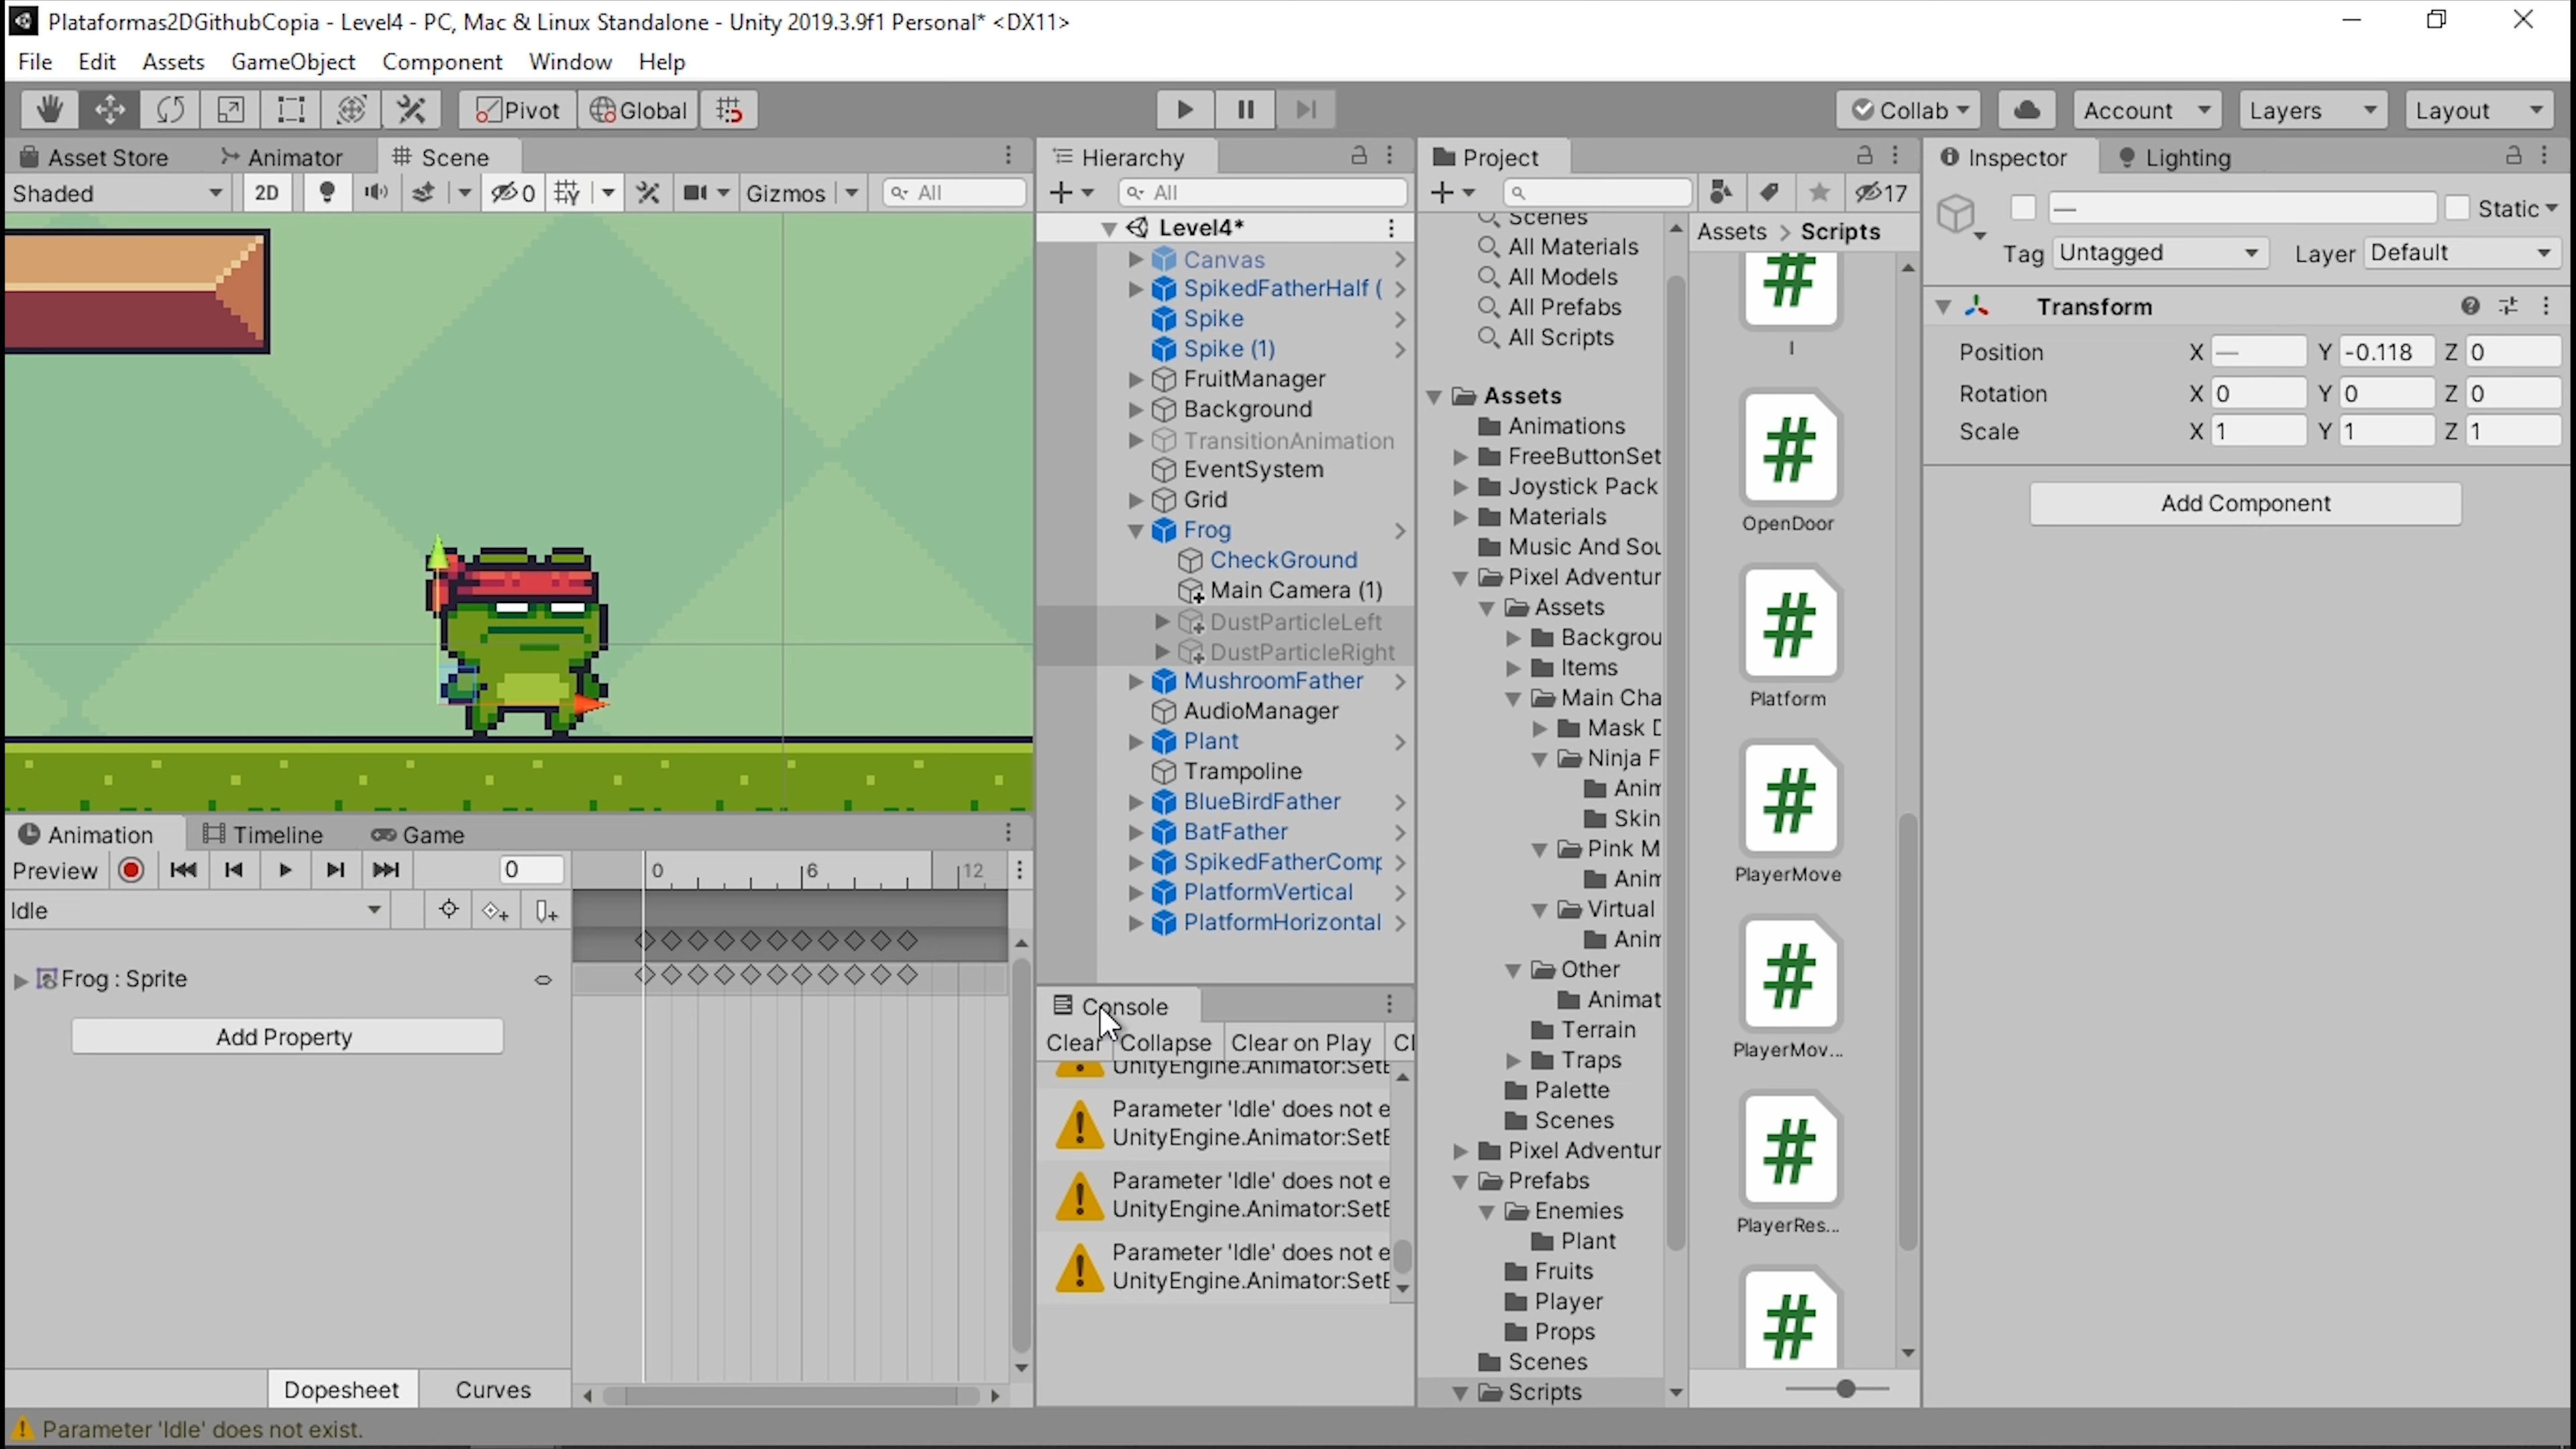 Plataformas2DGithubCopia - Level4 - PC, Mac & Linux Standalone - Unity 2019.3.9f1 Personal* <DX11>
File Edit Assets GameObject Component Window Help
Pivot Global Collab Account Layers Layout
Asset Store Animator Scene
Shaded 2D 0 Gizmos All
Hierarchy
All
Level4*
Canvas
SpikedFatherHalf (
Spike
Spike (1)
FruitManager
Background
TransitionAnimation
EventSystem
Grid
Frog
CheckGround
Main Camera (1)
DustParticleLeft
DustParticleRight
MushroomFather
AudioManager
Plant
Trampoline
BlueBirdFather
BatFather
SpikedFatherComp
PlatformVertical
PlatformHorizontal
Console
Clear Collapse Clear on Play Cl
UnityEngine.Animator:SetB
Parameter 'Idle' does not e
UnityEngine.Animator:SetB
Parameter 'Idle' does not e
UnityEngine.Animator:SetB
Parameter 'Idle' does not e
UnityEngine.Animator:SetB
Project
17
Scenes
All Materials
All Models
All Prefabs
All Scripts
Assets
Animations
FreeButtonSet
Joystick Pack
Materials
Music And Sou
Pixel Adventur
Assets
Backgrou
Items
Main Cha
Mask D
Ninja F
Anim
Skin
Pink M
Anim
Virtual
Anim
Other
Animat
Terrain
Traps
Palette
Scenes
Pixel Adventur
Prefabs
Enemies
Plant
Fruits
Player
Props
Scenes
Scripts
Assets > Scripts
#
#
OpenDoor
#
Platform
#
PlayerMove
#
PlayerMov...
#
PlayerRes...
#
Inspector Lighting
— Static
Tag Untagged Layer Default
Transform
Position X — Y -0.118 Z 0
Rotation X 0 Y 0 Z 0
Scale X 1 Y 1 Z 1
Add Component
Animation Timeline Game
Preview 0 0 6 12
Idle
Frog : Sprite
Add Property
Dopesheet Curves
Parameter 'Idle' does not exist.